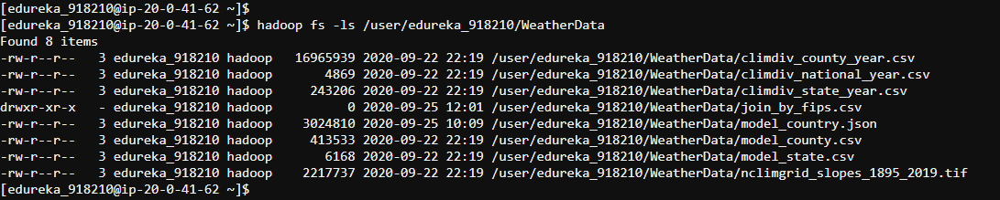 [edureka_918210@ip-20-0-41-62 ~]$
[edureka_918210@ip-20-0-41-62 ~]$ hadoop fs -ls /user/edureka_918210/WeatherData
Found 8 items
-rw-r--r--   3 edureka_918210 hadoop   16965939 2020-09-22 22:19 /user/edureka_918210/WeatherData/climdiv_county_year.csv
-rw-r--r--   3 edureka_918210 hadoop       4869 2020-09-22 22:19 /user/edureka_918210/WeatherData/climdiv_national_year.csv
-rw-r--r--   3 edureka_918210 hadoop     243206 2020-09-22 22:19 /user/edureka_918210/WeatherData/climdiv_state_year.csv
drwxr-xr-x   - edureka_918210 hadoop          0 2020-09-25 12:01 /user/edureka_918210/WeatherData/join_by_fips.csv
-rw-r--r--   3 edureka_918210 hadoop    3024810 2020-09-25 10:09 /user/edureka_918210/WeatherData/model_country.json
-rw-r--r--   3 edureka_918210 hadoop     413533 2020-09-22 22:19 /user/edureka_918210/WeatherData/model_county.csv
-rw-r--r--   3 edureka_918210 hadoop       6168 2020-09-22 22:19 /user/edureka_918210/WeatherData/model_state.csv
-rw-r--r--   3 edureka_918210 hadoop    2217737 2020-09-22 22:19 /user/edureka_918210/WeatherData/nclimgrid_slopes_1895_2019.tif
[edureka_918210@ip-20-0-41-62 ~]$